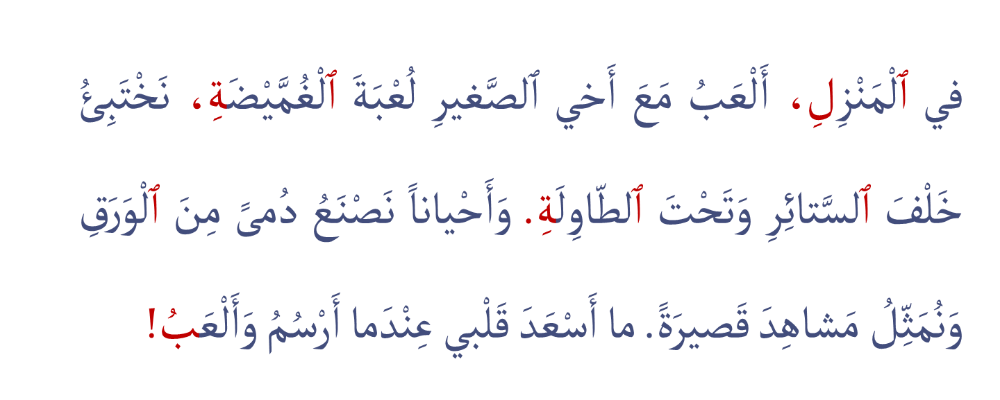 في ٱلْمَنْزِلِ، أَلْعَبُ مَعَ أَخي ٱلصَّغيرِ لُعْبَةَ ٱلْغُمَّيْضَةِ، نَخْتَبِئُ
خَلْفَ ٱلسَّتائِرِ وَتَحْتَ ٱلطّاوِلَةِ. وَأَحْياناً نَصْنَعُ دُمىً مِنَ ٱلْوَرَقِ
وَنُمَثِّلُ مَشاهِدَ قَصيرَةً. ما أَسْعَدَ قَلْبي عِنْدَما أَرْسُمُ وَأَلْعَبُ!